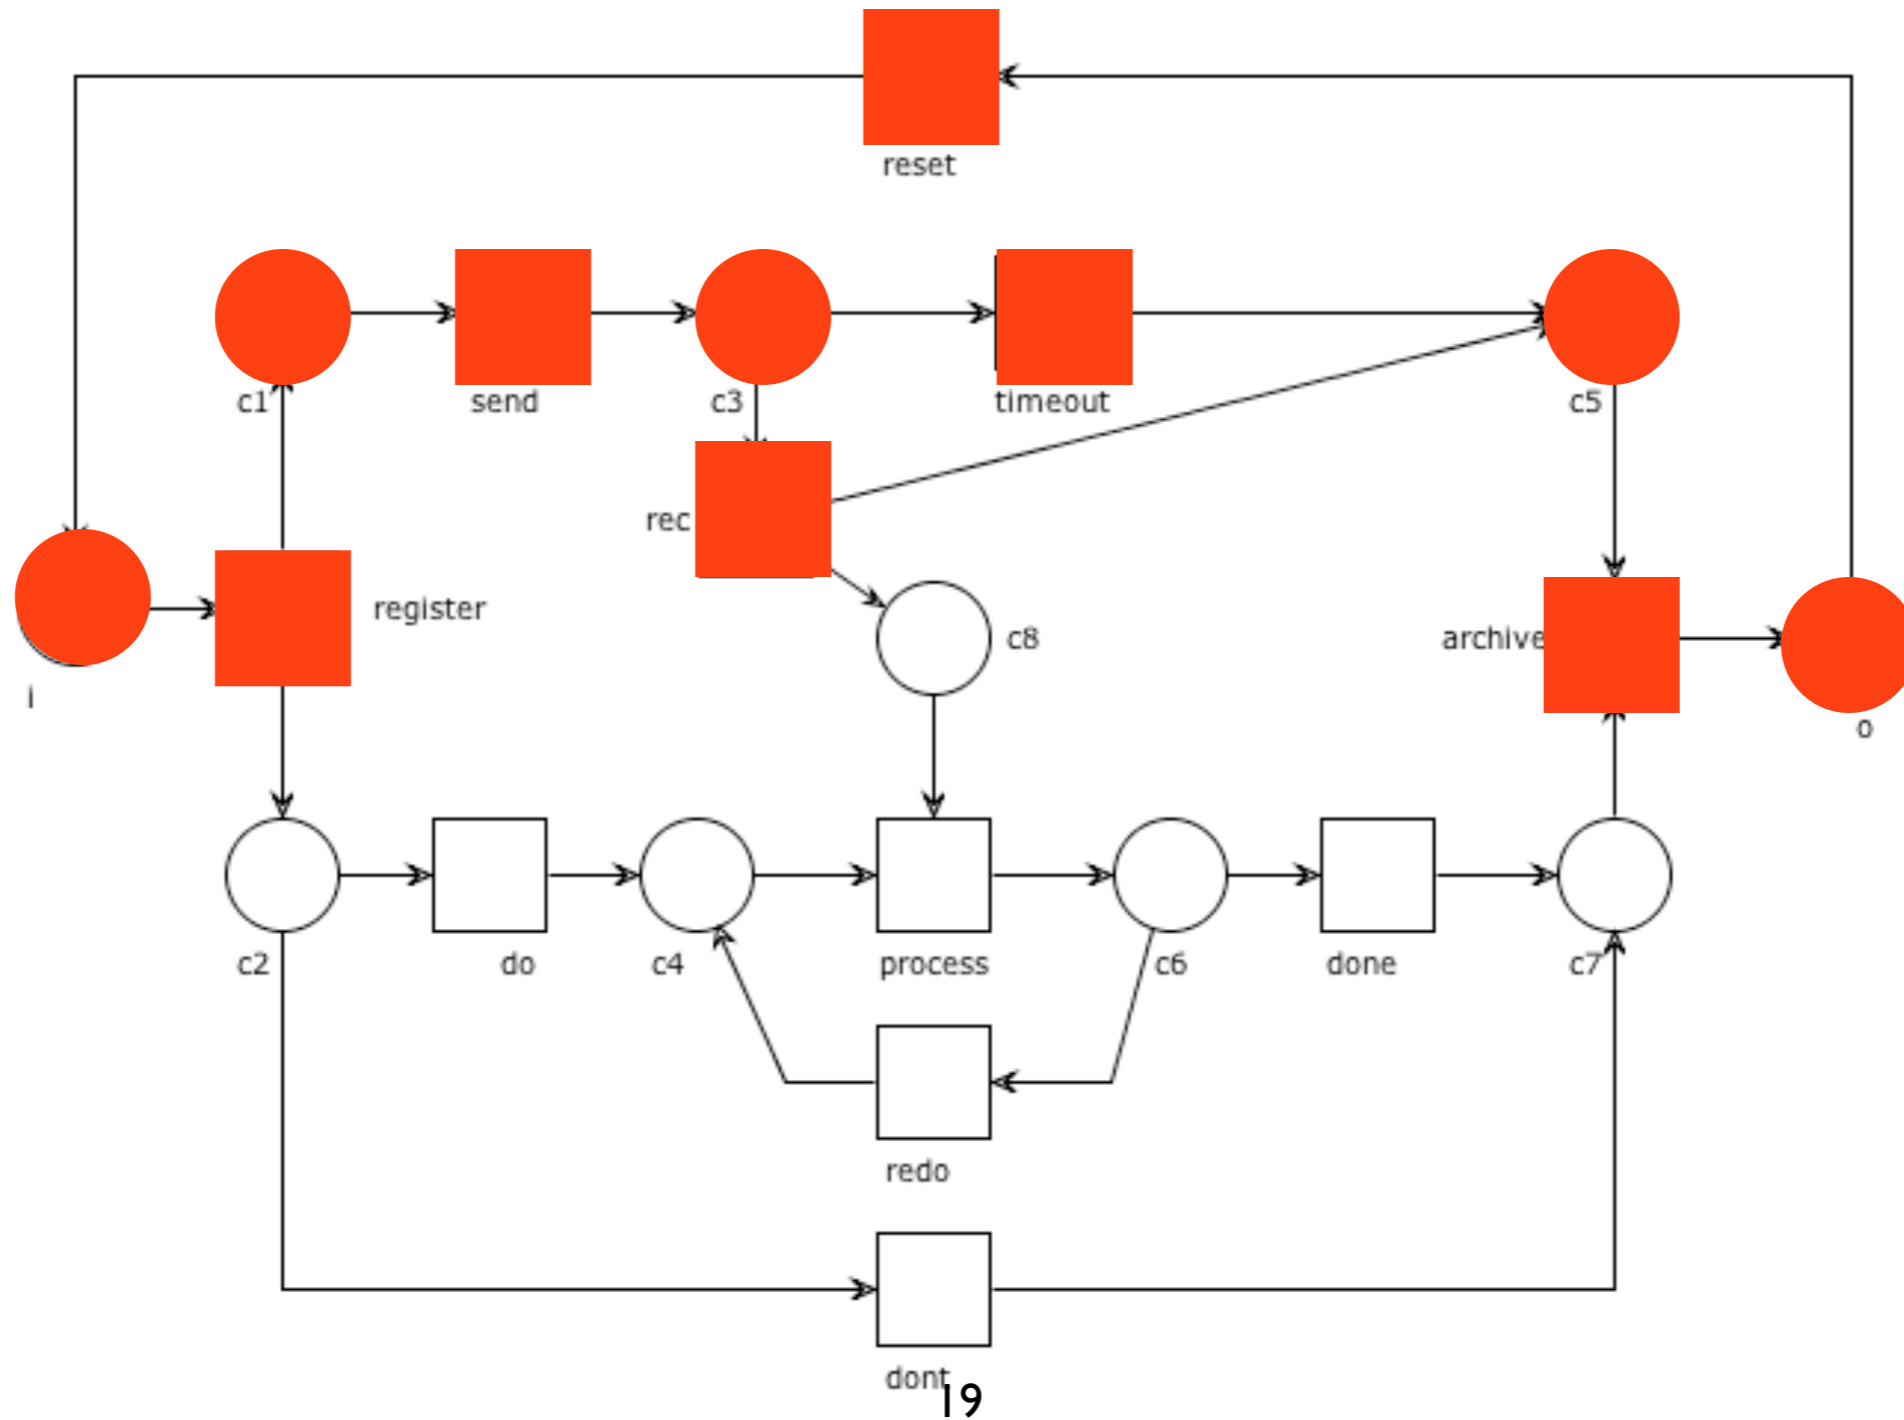 reset
c1
send
c3
timeout
c5
rec
i
register
c8
archive
o
c2
do
c4
process
c6
done
c7
redo
dont
19